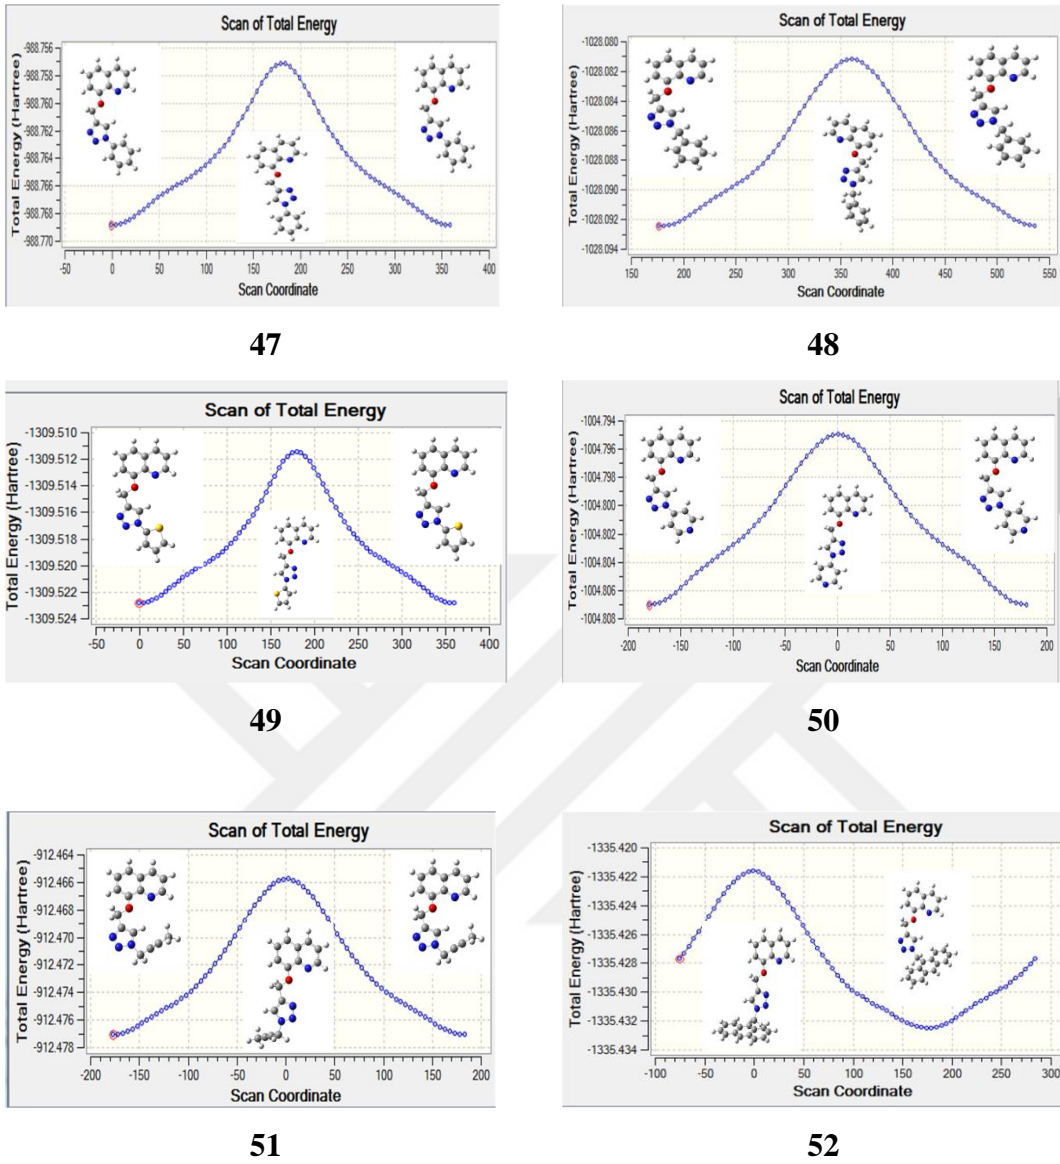 Scan of Total Energy
Total Energy (Hartree)
-988.756
-988.758
-988.760
-988.762
-988.764
-988.766
-988.768
-988.770
-50 0 50 100 150 200 250 300 350 400
Scan Coordinate
47
Scan of Total Energy
Total Energy (Hartree)
-1028.080
-1028.082
-1028.084
-1028.086
-1028.088
-1028.090
-1028.092
-1028.094
150 200 250 300 350 400 450 500 550
Scan Coordinate
48
Scan of Total Energy
Total Energy (Hartree)
-1309.510
-1309.512
-1309.514
-1309.516
-1309.518
-1309.520
-1309.522
-1309.524
-50 0 50 100 150 200 250 300 350 400
Scan Coordinate
49
Scan of Total Energy
Total Energy (Hartree)
-1004.794
-1004.796
-1004.798
-1004.800
-1004.802
-1004.804
-1004.806
-1004.808
-200 -150 -100 -50 0 50 100 150 200
Scan Coordinate
50
Scan of Total Energy
Total Energy (Hartree)
-912.464
-912.466
-912.468
-912.470
-912.472
-912.474
-912.476
-912.478
-200 -150 -100 -50 0 50 100 150 200
Scan Coordinate
51
Scan of Total Energy
Total Energy (Hartree)
-1335.420
-1335.422
-1335.424
-1335.426
-1335.428
-1335.430
-1335.432
-1335.434
-100 -50 0 50 100 150 200 250 300
Scan Coordinate
52